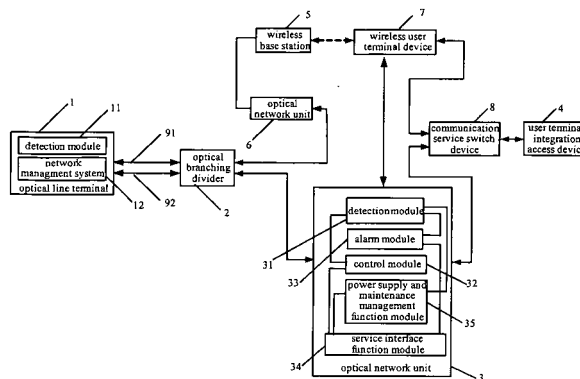 5
wireless
base station
7
wireless user
terminal device
1
11
detection module
network
managment system
optical line terminal
12
91
92
optical
branching
divider
2
optical
network unit
6
8
communication
service switch
device
4
user terminal
integration
access device
detection module
31
alarm module
33
control module
32
power supply and
maintenance
management
function module
35
service interface
function module
34
optical network unit
3